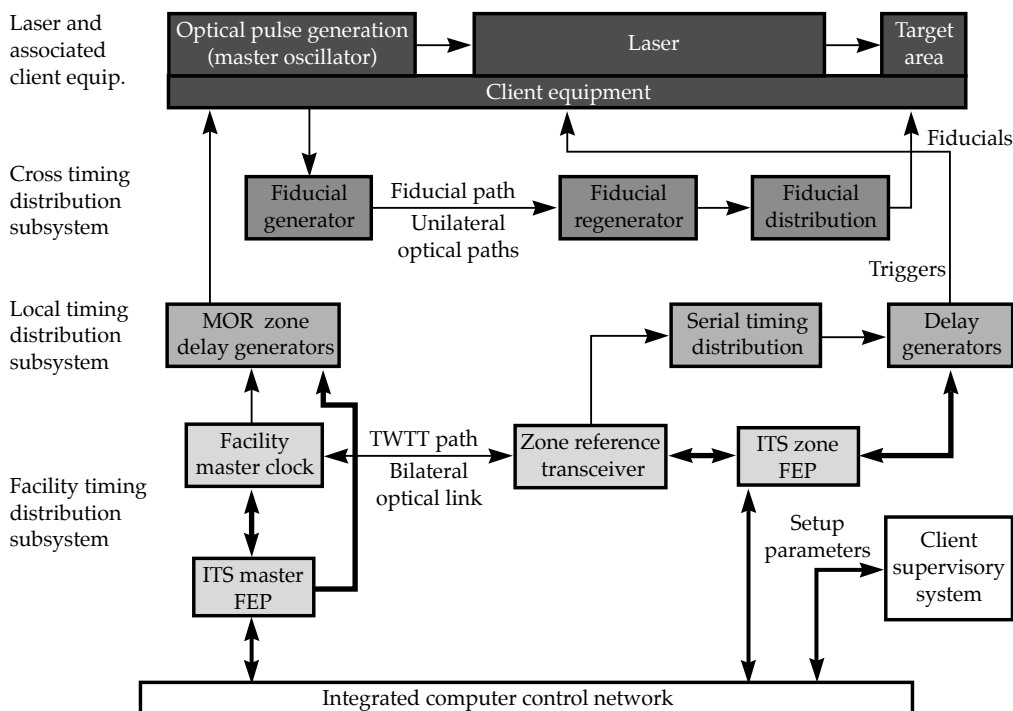 Laser and
associated
client equip.
Optical pulse generation
(master oscillator)
Laser
Target
area
Client equipment
Fiducials
Cross timing
distribution
subsystem
Fiducial
generator
Fiducial path
Unilateral
optical paths
Fiducial
regenerator
Fiducial
distribution
Triggers
Local timing
distribution
subsystem
MOR zone
delay generators
Serial timing
distribution
Delay
generators
Facility timing
distribution
subsystem
Facility
master clock
TWTT path
Bilateral
optical link
Zone reference
transceiver
ITS zone
FEP
Setup
parameters
Client
supervisory
system
ITS master
FEP
Integrated computer control network